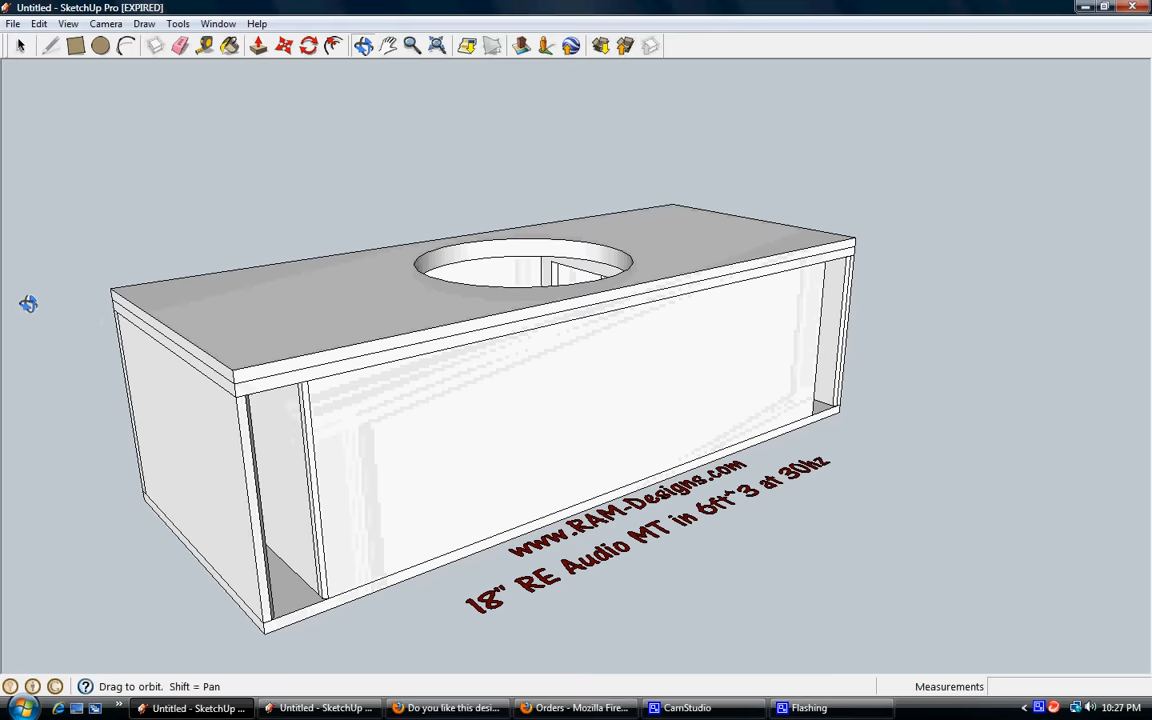 Untitled - SketchUp Pro [EXPIRED]
File Edit View Camera Draw Tools Window Help
www.RAM-Designs.com
18" RE Audio MT in 6ft^3 at 30hz
Drag to orbit. Shift = Pan
Measurements
Untitled - SketchUp ... Untitled - SketchUp ... Do you like this desi... Orders - Mozilla Fire... CamStudio Flashing 10:27 PM